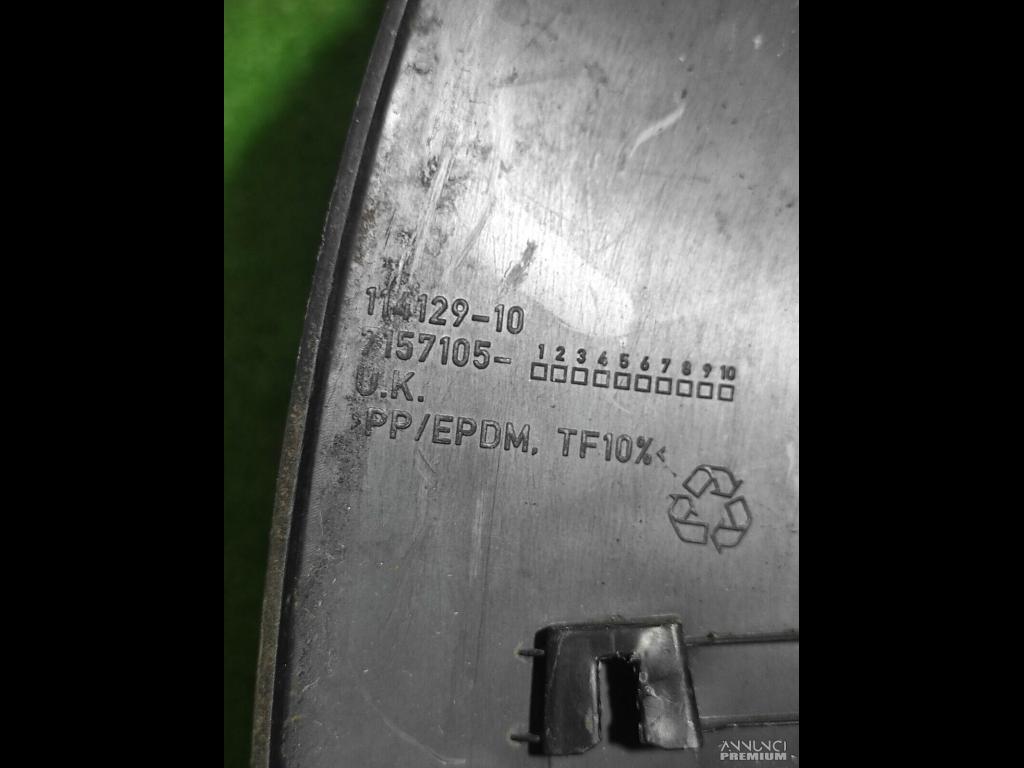 114129-10
7157105-
1 2 3 4 5 6 7 8 9 10
U.K.
>PP/EPDM, TF10%<
ANNUNCI
PREMIUM